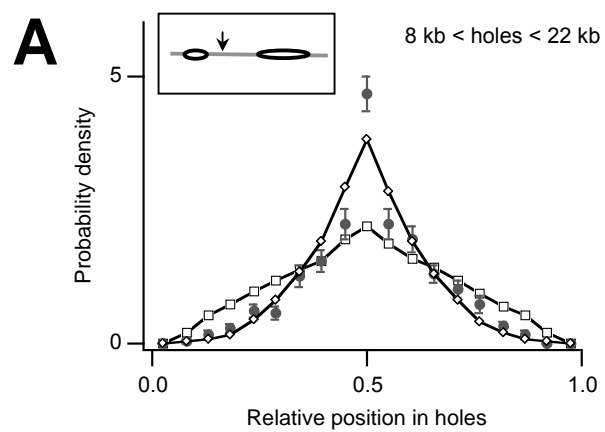 A
8 kb < holes < 22 kb
5
Probability density
0
0.0 0.5 1.0
Relative position in holes